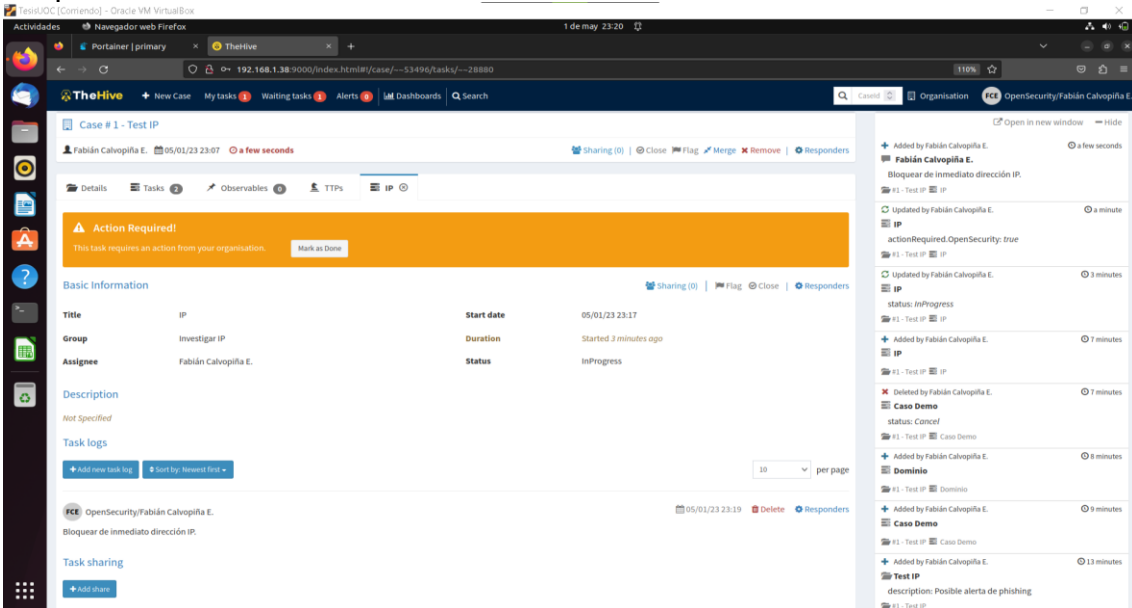 TesisUOC [Corriendo] - Oracle VM VirtualBox
Actividades Navegador web Firefox 1 de may 23:20
Portainer | primary × TheHive × +
192.168.1.38:9000/index.html#!/case/~~53496/tasks/~~28880 110%
TheHive + New Case My tasks 1 Waiting tasks 1 Alerts 0 Dashboards Search CaseId Organisation FCE OpenSecurity/Fabián Calvopiña E.
Case # 1 - Test IP
Fabián Calvopiña E. 05/01/23 23:07 a few seconds Sharing (0) | Close Flag Merge Remove | Responders
Details Tasks 2 Observables 0 TTPs IP
Action Required!
This task requires an action from your organisation. Mark as Done
Basic Information Sharing (0) | Flag Close | Responders
Title IP Start date 05/01/23 23:17
Group Investigar IP Duration Started 3 minutes ago
Assignee Fabián Calvopiña E. Status InProgress
Description
Not Specified
Task logs
+ Add new task log Sort by: Newest first 10 per page
FCE OpenSecurity/Fabián Calvopiña E. 05/01/23 23:19 Delete Responders
Bloquear de inmediato dirección IP.
Task sharing
+ Add share
Open in new window Hide
+ Added by Fabián Calvopiña E. a few seconds
Fabián Calvopiña E.
Bloquear de inmediato dirección IP.
#1 - Test IP IP
Updated by Fabián Calvopiña E. a minute
IP
actionRequired.OpenSecurity: true
#1 - Test IP IP
Updated by Fabián Calvopiña E. 3 minutes
IP
status: InProgress
#1 - Test IP IP
+ Added by Fabián Calvopiña E. 7 minutes
IP
#1 - Test IP IP
Deleted by Fabián Calvopiña E. 7 minutes
Caso Demo
status: Cancel
#1 - Test IP Caso Demo
+ Added by Fabián Calvopiña E. 8 minutes
Dominio
#1 - Test IP Dominio
+ Added by Fabián Calvopiña E. 9 minutes
Caso Demo
#1 - Test IP Caso Demo
+ Added by Fabián Calvopiña E. 13 minutes
Test IP
description: Posible alerta de phishing
#1 - Test IP